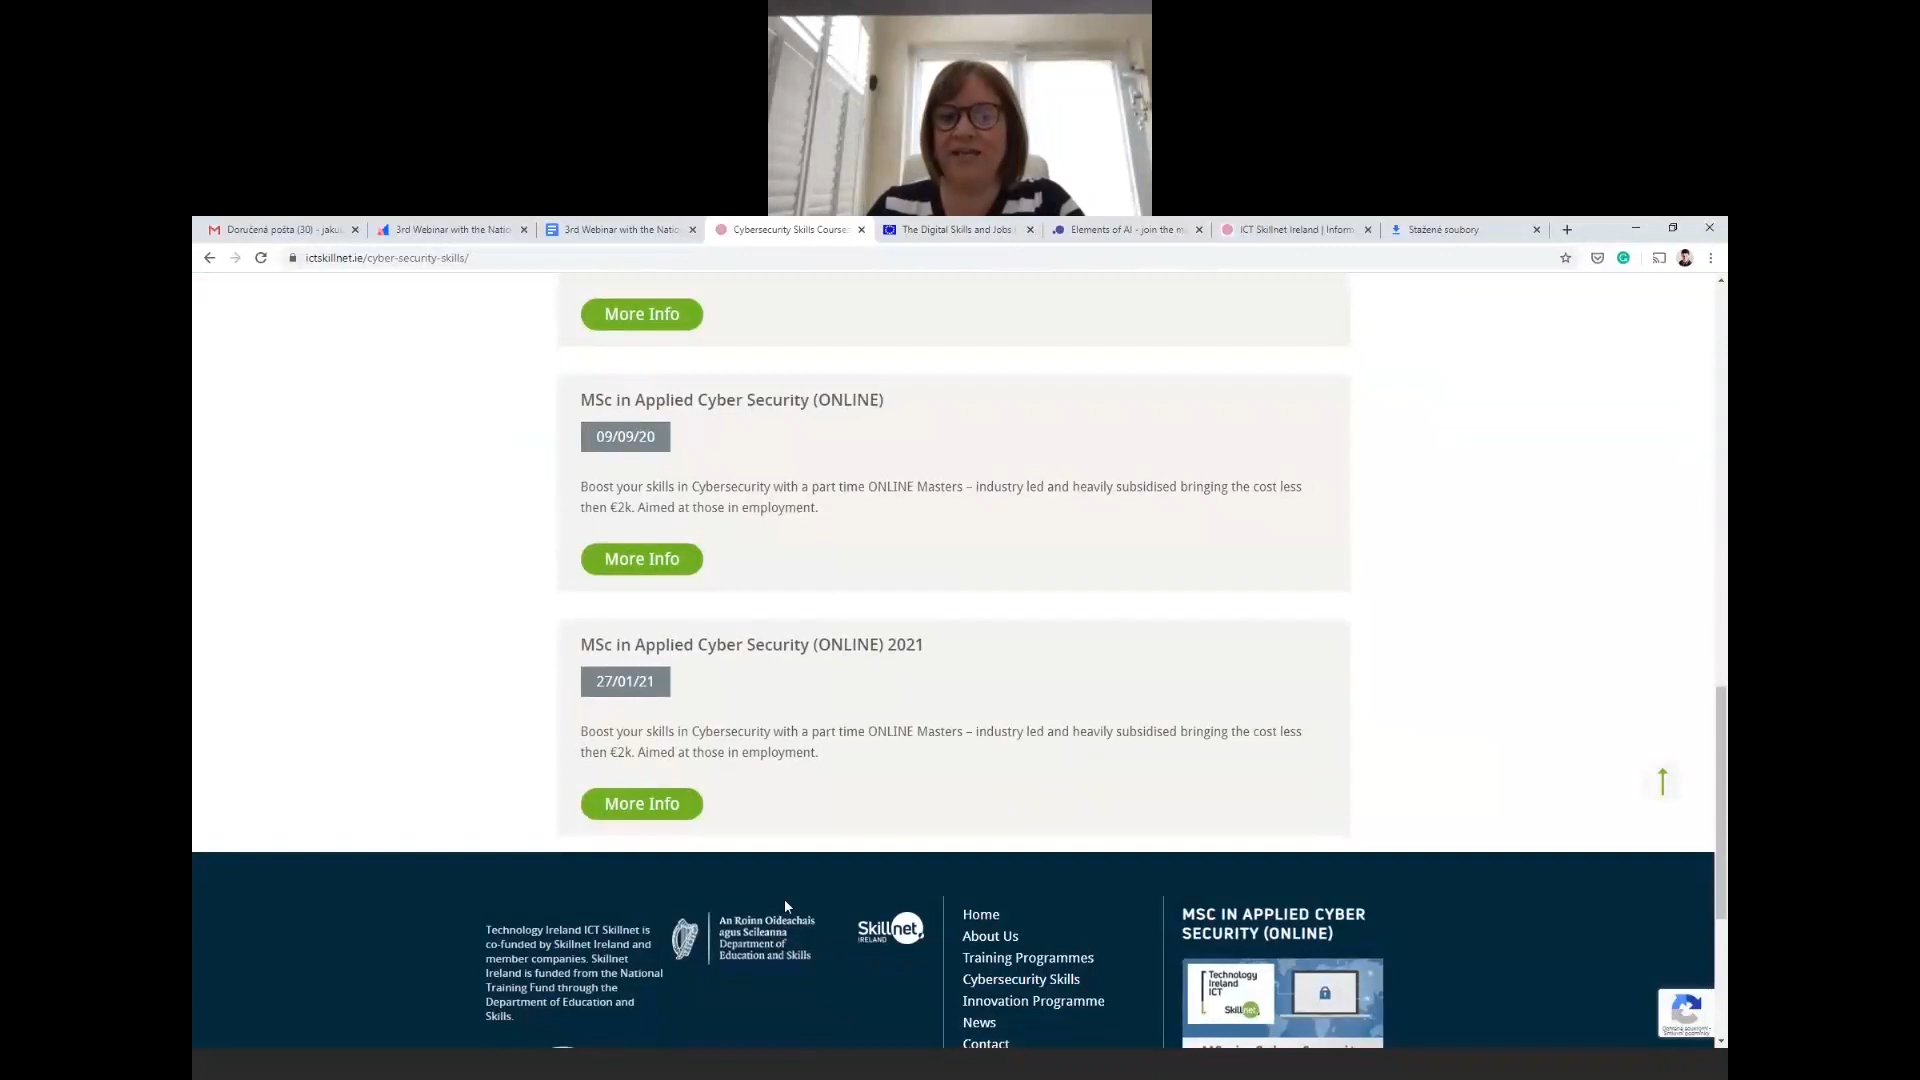 Doručená pošta (30) - jaku
3rd Webinar with the Natio
3rd Webinar with the Natio
Cybersecurity Skills Course
The Digital Skills and Jobs
Elements of AI - join the m
ICT Skillnet Ireland | Inform
Stažené soubory
ictskillnet.ie/cyber-security-skills/
More Info
MSc in Applied Cyber Security (ONLINE)
09/09/20
Boost your skills in Cybersecurity with a part time ONLINE Masters – industry led and heavily subsidised bringing the cost less
then €2k. Aimed at those in employment.
More Info
MSc in Applied Cyber Security (ONLINE) 2021
27/01/21
Boost your skills in Cybersecurity with a part time ONLINE Masters – industry led and heavily subsidised bringing the cost less
then €2k. Aimed at those in employment.
More Info
Technology Ireland ICT Skillnet is
co-funded by Skillnet Ireland and
member companies. Skillnet
Ireland is funded from the National
Training Fund through the
Department of Education and
Skills.
An Roinn Oideachais
agus Scileanna
Department of
Education and Skills
Skillnet
IRELAND
Home
About Us
Training Programmes
Cybersecurity Skills
Innovation Programme
News
Contact
MSC IN APPLIED CYBER
SECURITY (ONLINE)
Technology
Ireland
ICT
Skillnet